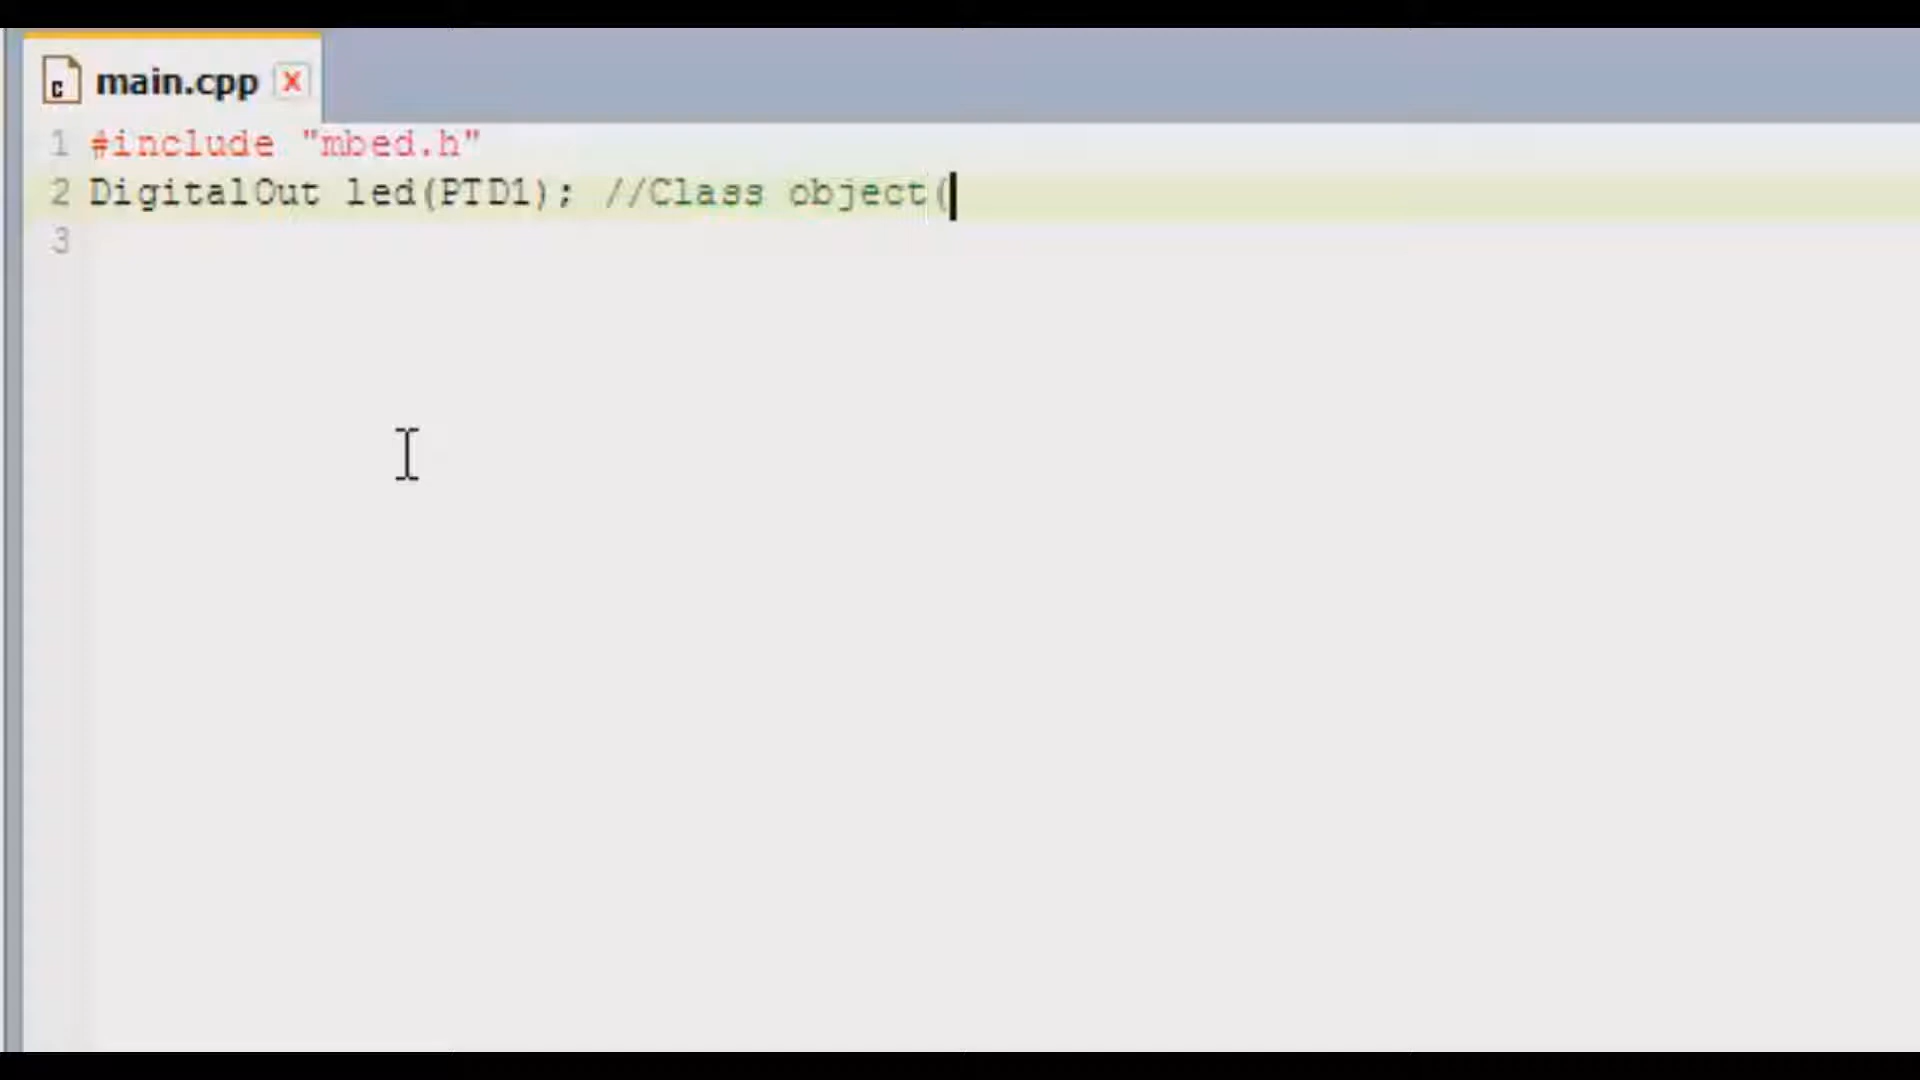 main.cpp
1 #include "mbed.h"
2 DigitalOut led(PTD1); //Class object(
3